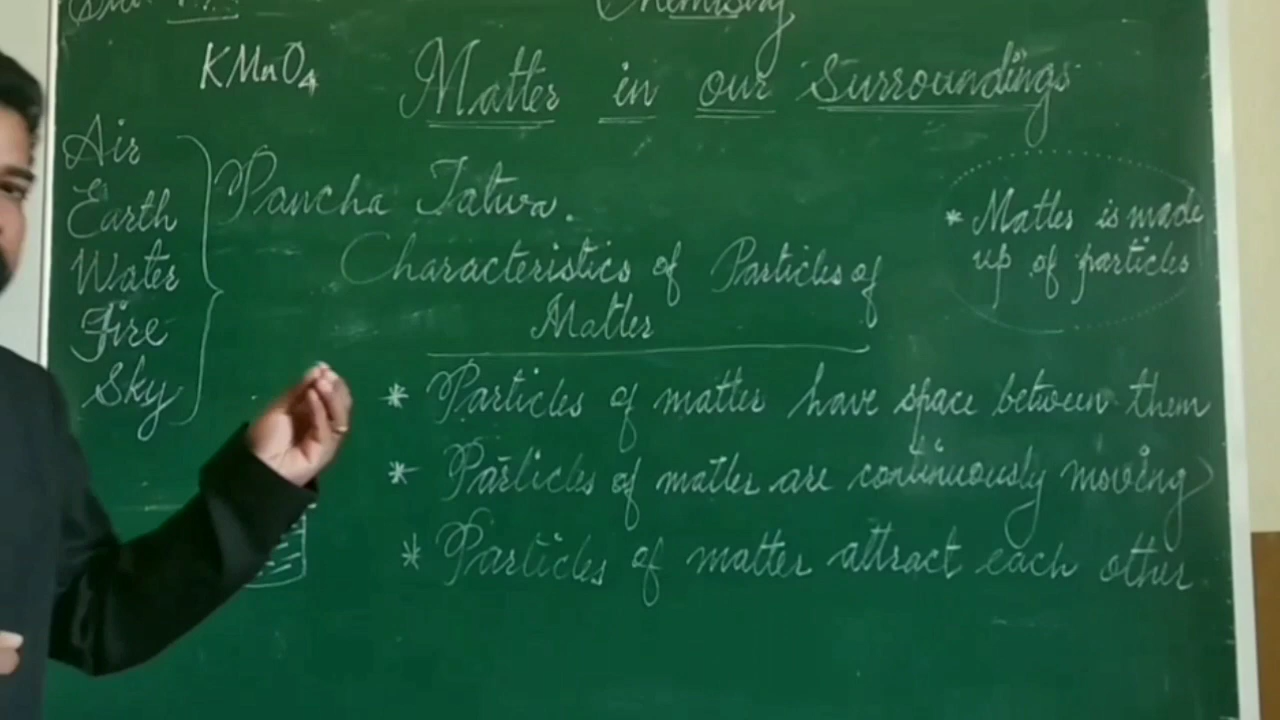 Chemistry
KMnO4
Matter in our Surroundings
Air
Earth
Water
Fire
Sky
Pancha Tatwa.
* Matter is made
up of particles
Characteristics of Particles of
Matter
* Particles of matter have space between them
* Particles of matter are continuously moving
* Particles of matter attract each other